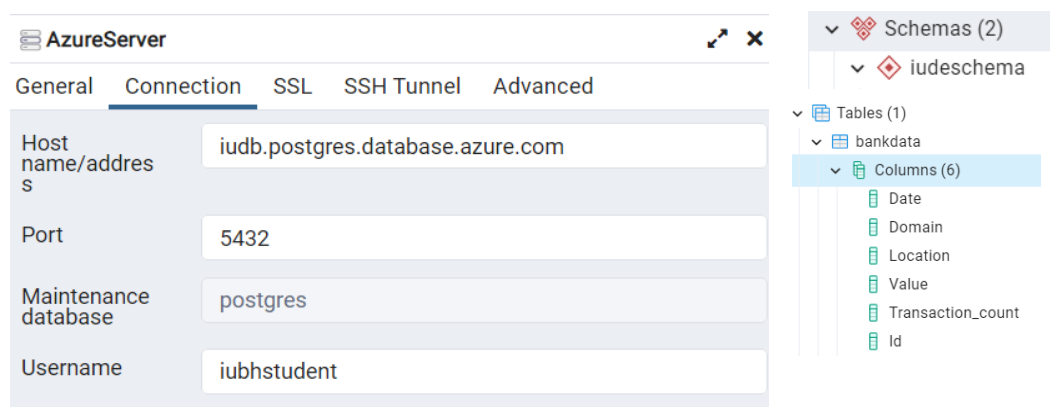 AzureServer
General Connection SSL SSH Tunnel Advanced
Host
name/addres
s
iudb.postgres.database.azure.com
Port
5432
Maintenance
database
postgres
Username
iubhstudent
Schemas (2)
iudeschema
Tables (1)
bankdata
Columns (6)
Date
Domain
Location
Value
Transaction_count
Id